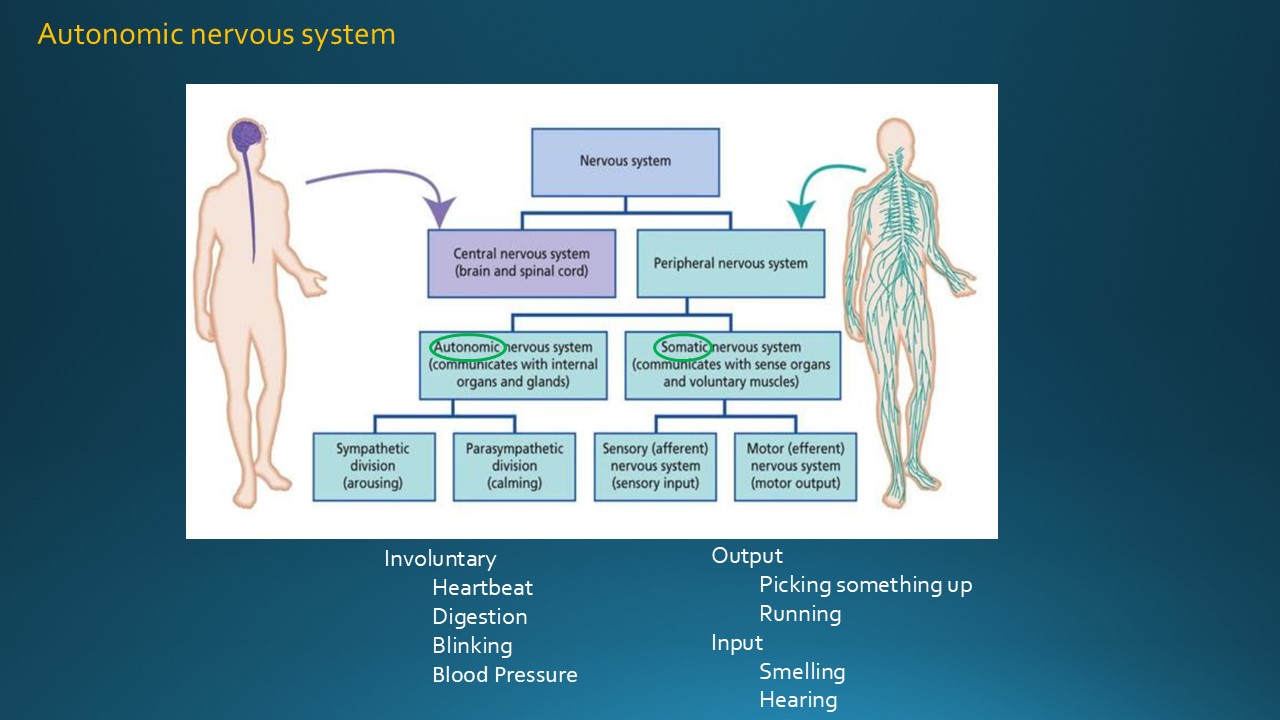 Autonomic nervous system
Nervous system
Central nervous system
(brain and spinal cord)
Peripheral nervous system
Autonomic nervous system
(communicates with internal
organs and glands)
Somatic nervous system
(communicates with sense organs
and voluntary muscles)
Sympathetic
division
(arousing)
Parasympathetic
division
(calming)
Sensory (afferent)
nervous system
(sensory input)
Motor (efferent)
nervous system
(motor output)
Involuntary
Heartbeat
Digestion
Blinking
Blood Pressure
Output
Picking something up
Running
Input
Smelling
Hearing